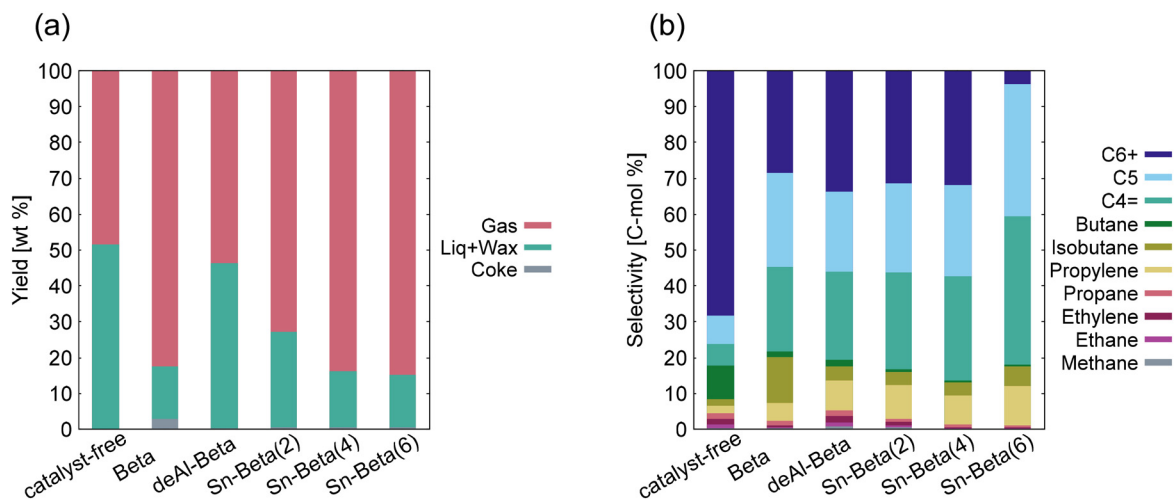 (a)
100
90
80
70
60
50
40
30
20
10
0
Yield [wt %]
catalyst-free
Beta
deAl-Beta
Sn-Beta(2)
Sn-Beta(4)
Sn-Beta(6)
Gas
Liq+Wax
Coke
(b)
100
90
80
70
60
50
40
30
20
10
0
Selectivity [C-mol %]
catalyst-free
Beta
deAl-Beta
Sn-Beta(2)
Sn-Beta(4)
Sn-Beta(6)
C6+
C5
C4=
Butane
Isobutane
Propylene
Propane
Ethylene
Ethane
Methane